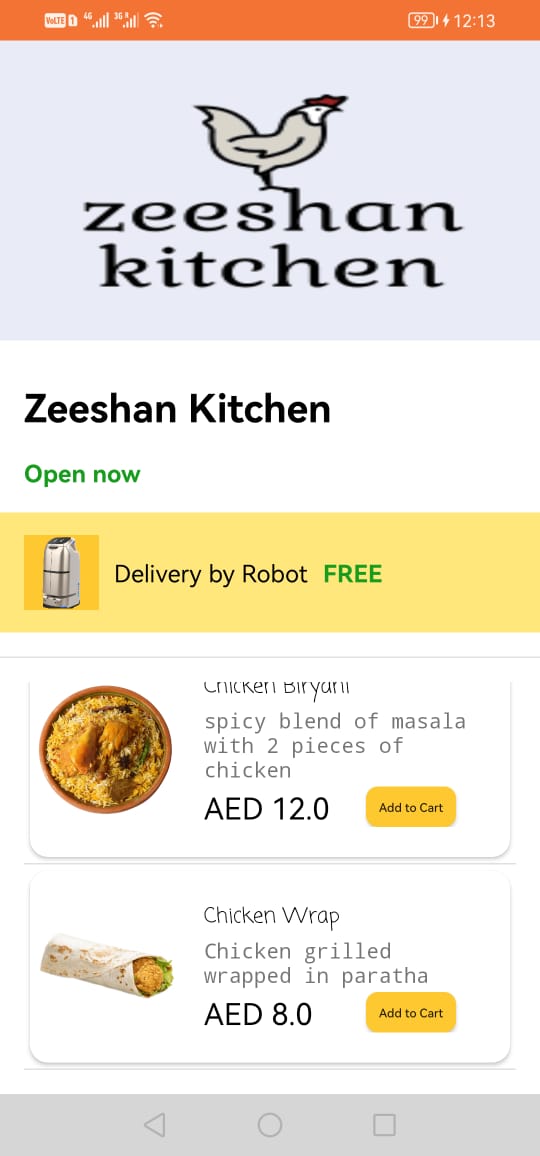 VoLTE 1 4G 3G R 99 12:13
zeeshan
kitchen
Zeeshan Kitchen
Open now
Delivery by Robot FREE
Chicken Biryani
spicy blend of masala
with 2 pieces of
chicken
AED 12.0 Add to Cart
Chicken Wrap
Chicken grilled
wrapped in paratha
AED 8.0 Add to Cart